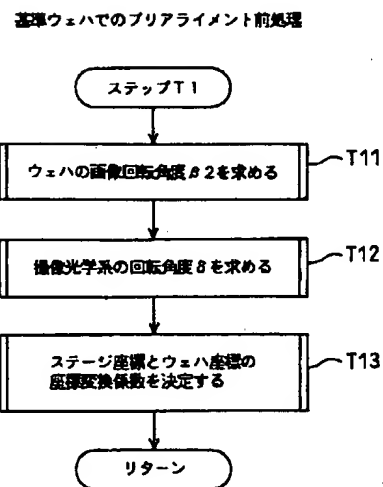 基準ウェハでのプリアライメント前処理
ステップT1
ウェハの画像回転角度β2を求める
T11
撮像光学系の回転角度δを求める
T12
ステージ座標とウェハ座標の
座標変換係数を決定する
T13
リターン